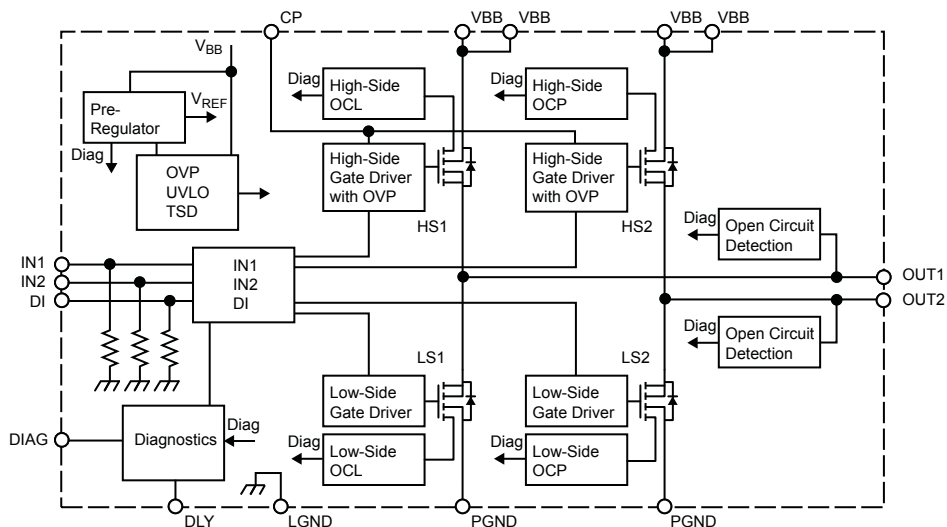 CP
VBB
VBB
VBB
VBB
VBB
Pre-
Regulator
VREF
Diag
OVP
UVLO
TSD
Diag
High-Side
OCL
Diag
High-Side
OCP
High-Side
Gate Driver
with OVP
High-Side
Gate Driver
with OVP
HS1
HS2
Diag
Open Circuit
Detection
IN1
IN2
DI
IN1
IN2
DI
OUT1
OUT2
Diag
Open Circuit
Detection
LS1
LS2
Low-Side
Gate Driver
Low-Side
Gate Driver
DIAG
Diagnostics
Diag
Diag
Low-Side
OCL
Diag
Low-Side
OCP
DLY
LGND
PGND
PGND